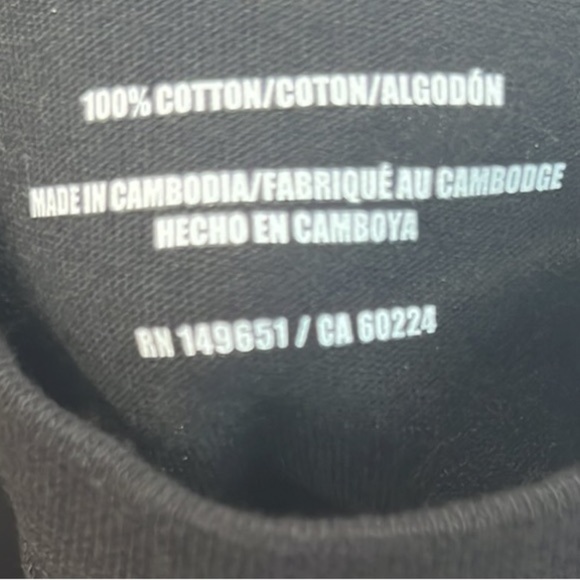 100% COTTON/COTON/ALGODÓN
MADE IN CAMBODIA/FABRIQUÉ AU CAMBODGE
HECHO EN CAMBOYA
RN 149651 / CA 60224